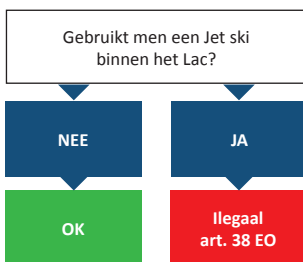 Gebruikt men een Jet ski
binnen het Lac?
NEE
JA
OK
Ilegaal
art. 38 EO